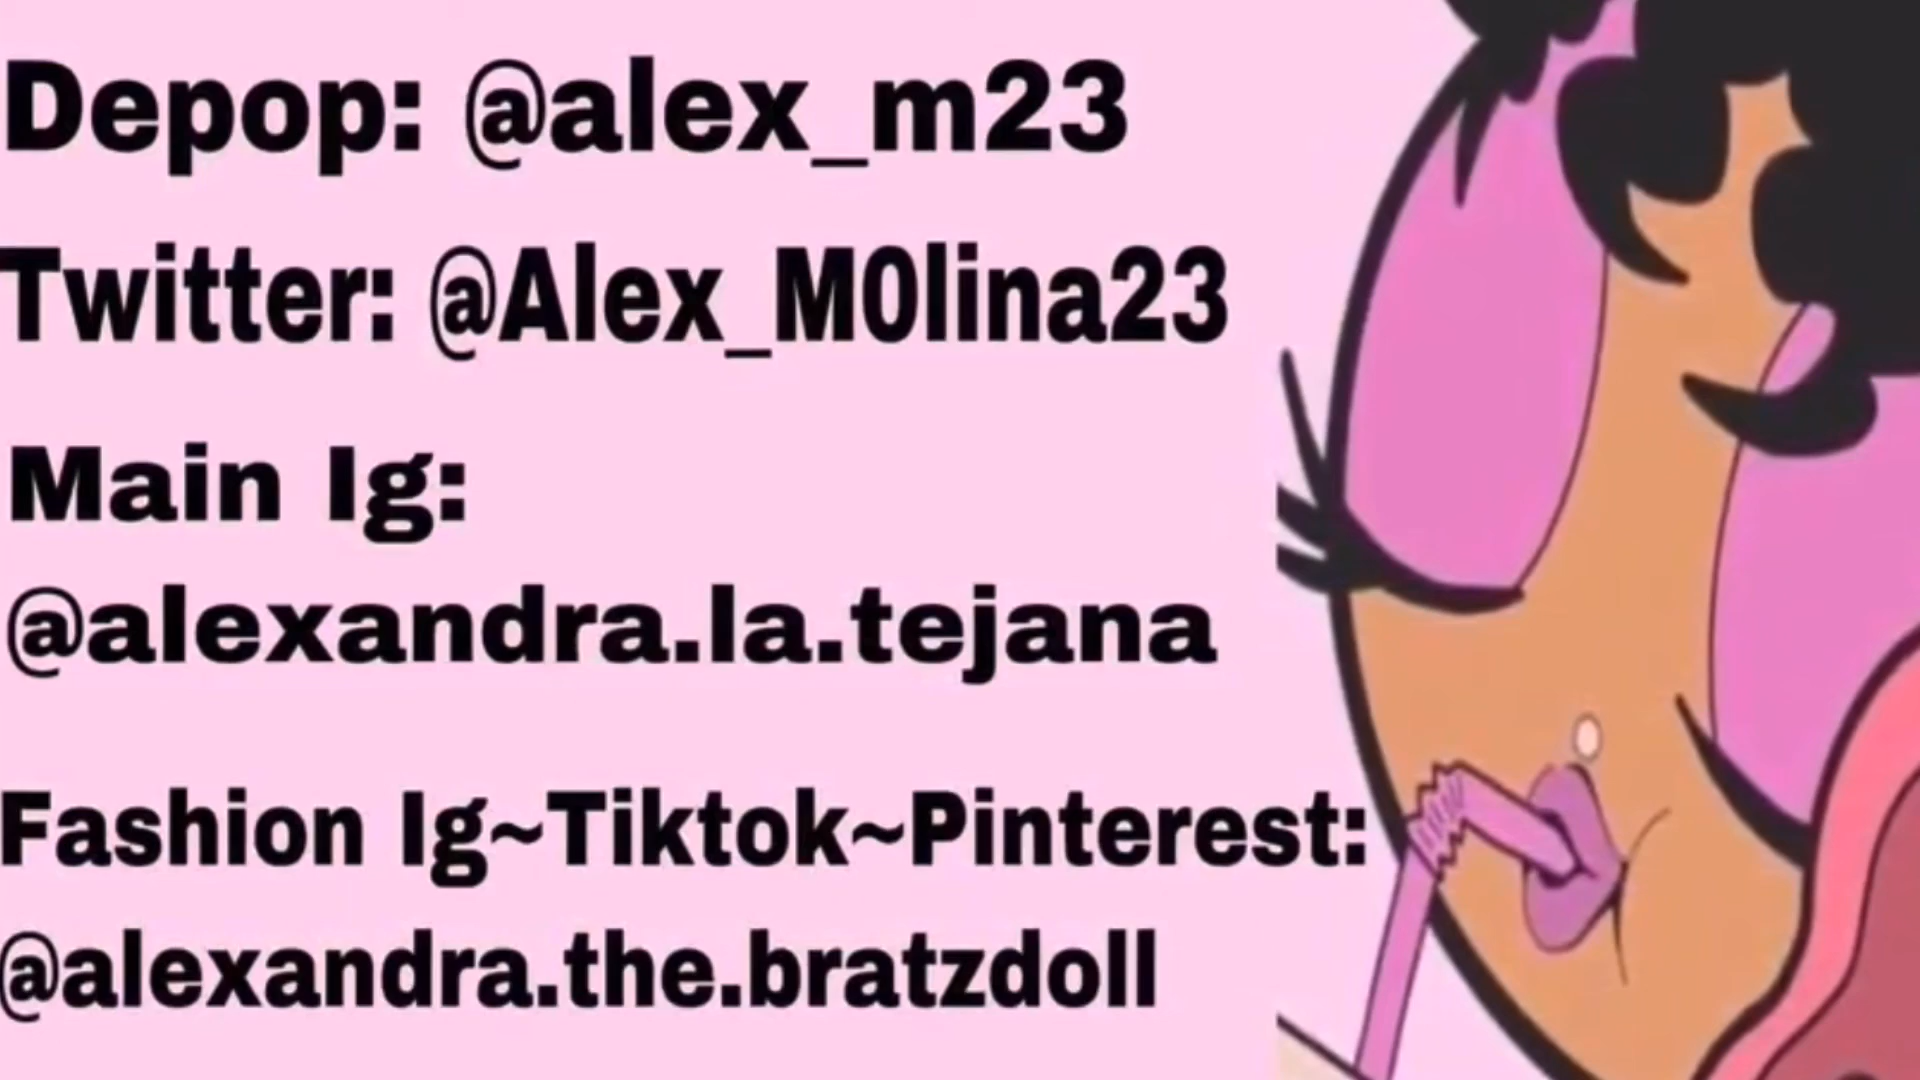 Depop: @alex_m23
Twitter: @Alex_M0lina23
Main Ig:
@alexandra.la.tejana
Fashion Ig~Tiktok~Pinterest:
@alexandra.the.bratzdoll